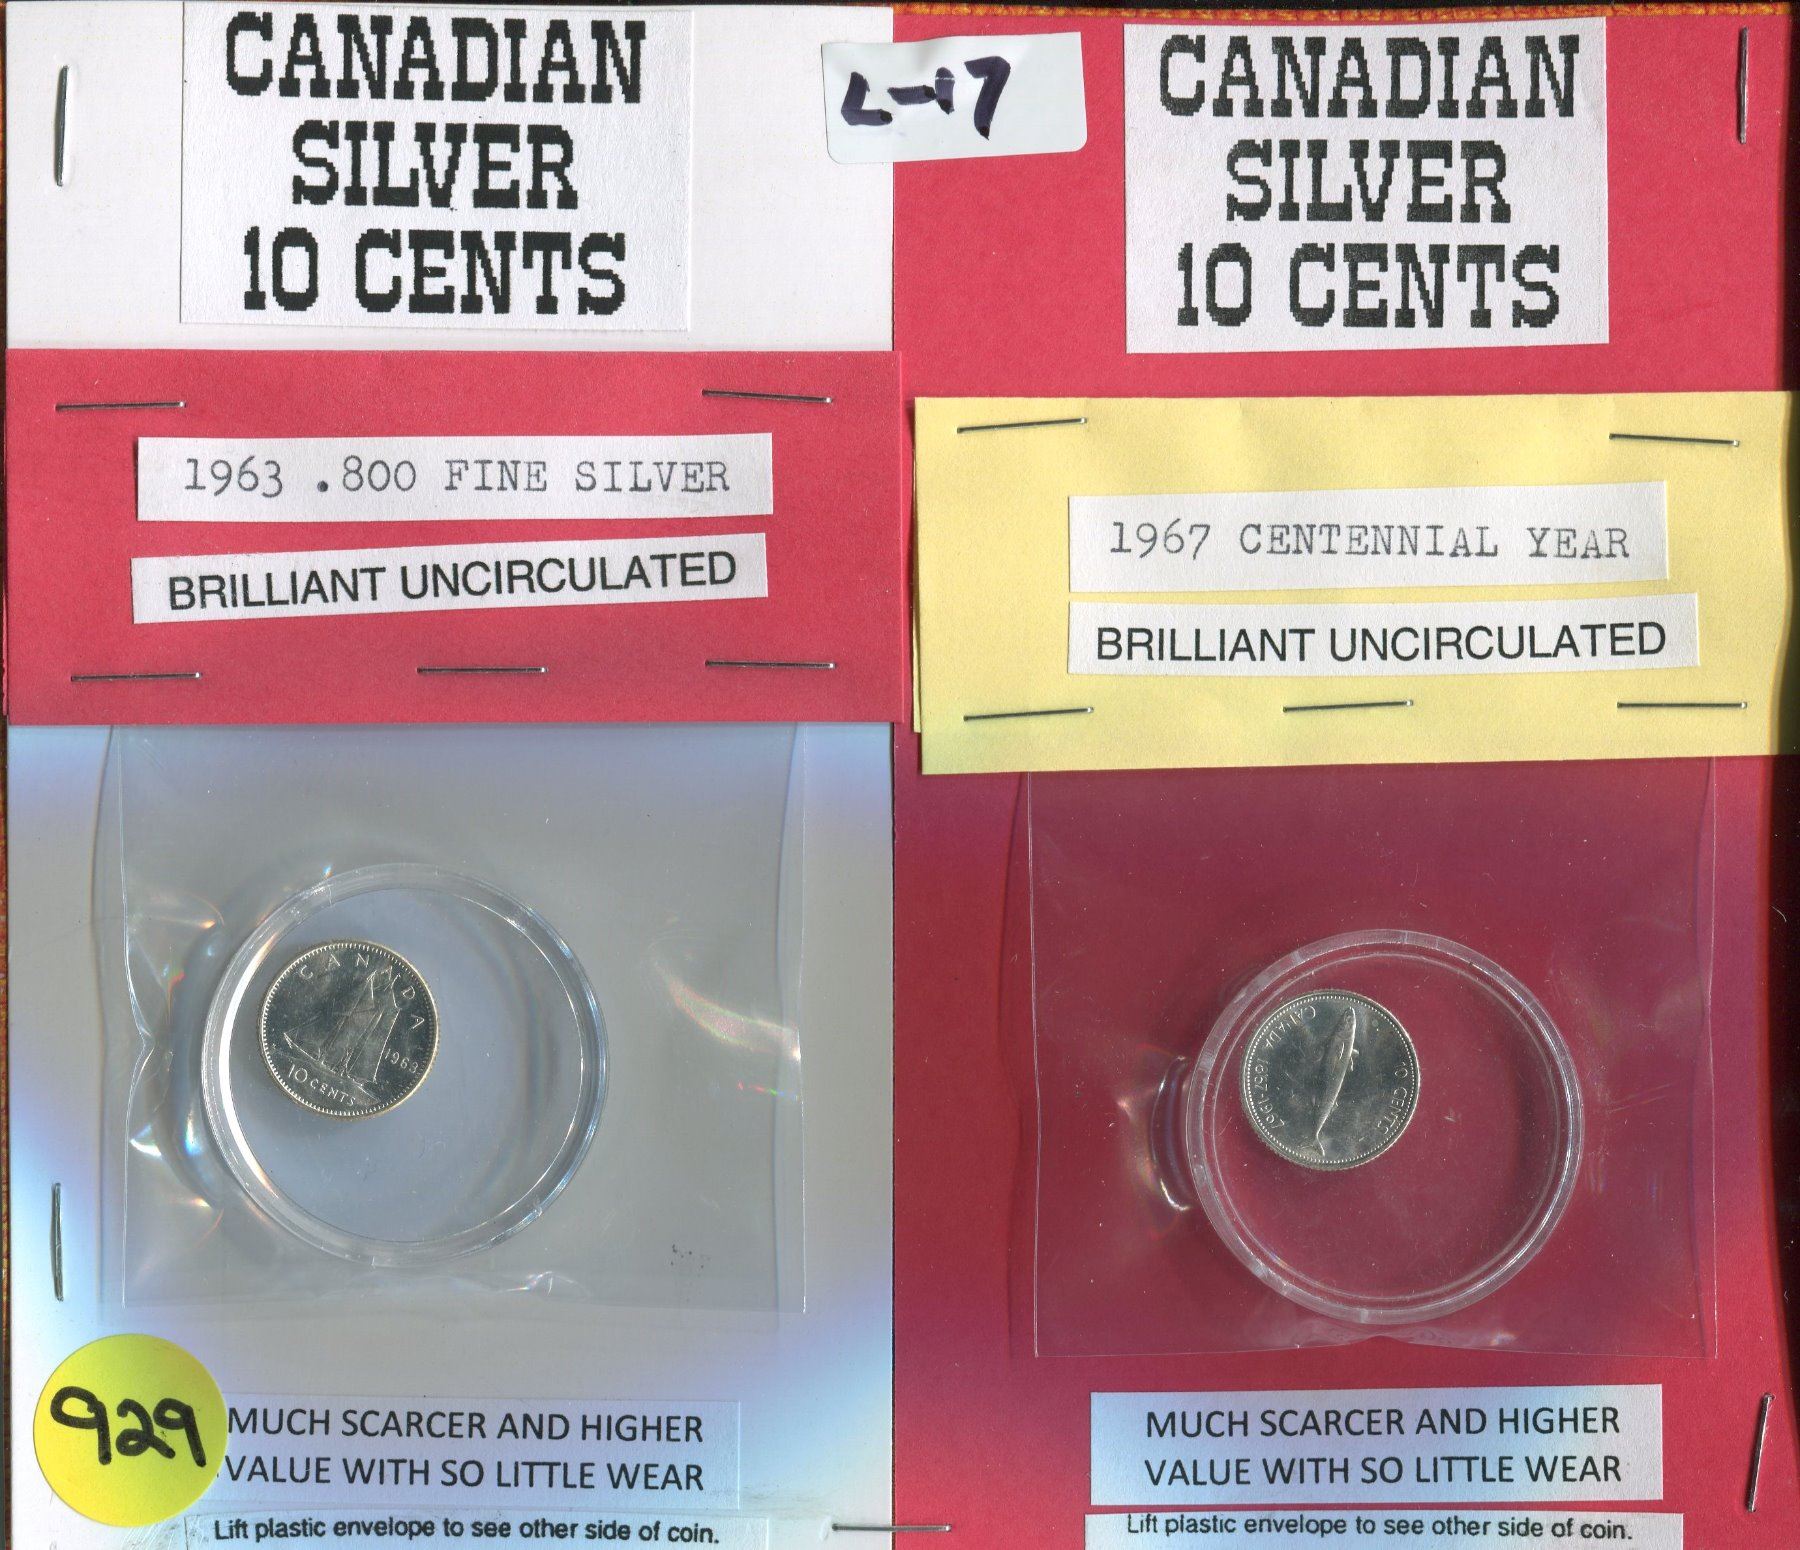 CANADIAN
SILVER
10 CENTS
1963 .800 FINE SILVER
BRILLIANT UNCIRCULATED
CANADA
1963
10 CENTS
929
MUCH SCARCER AND HIGHER
VALUE WITH SO LITTLE WEAR
Lift plastic envelope to see other side of coin.
L-17
CANADIAN
SILVER
10 CENTS
1967 CENTENNIAL YEAR
BRILLIANT UNCIRCULATED
CANADA 1867-1967
10 CENTS
MUCH SCARCER AND HIGHER
VALUE WITH SO LITTLE WEAR
Lift plastic envelope to see other side of coin.